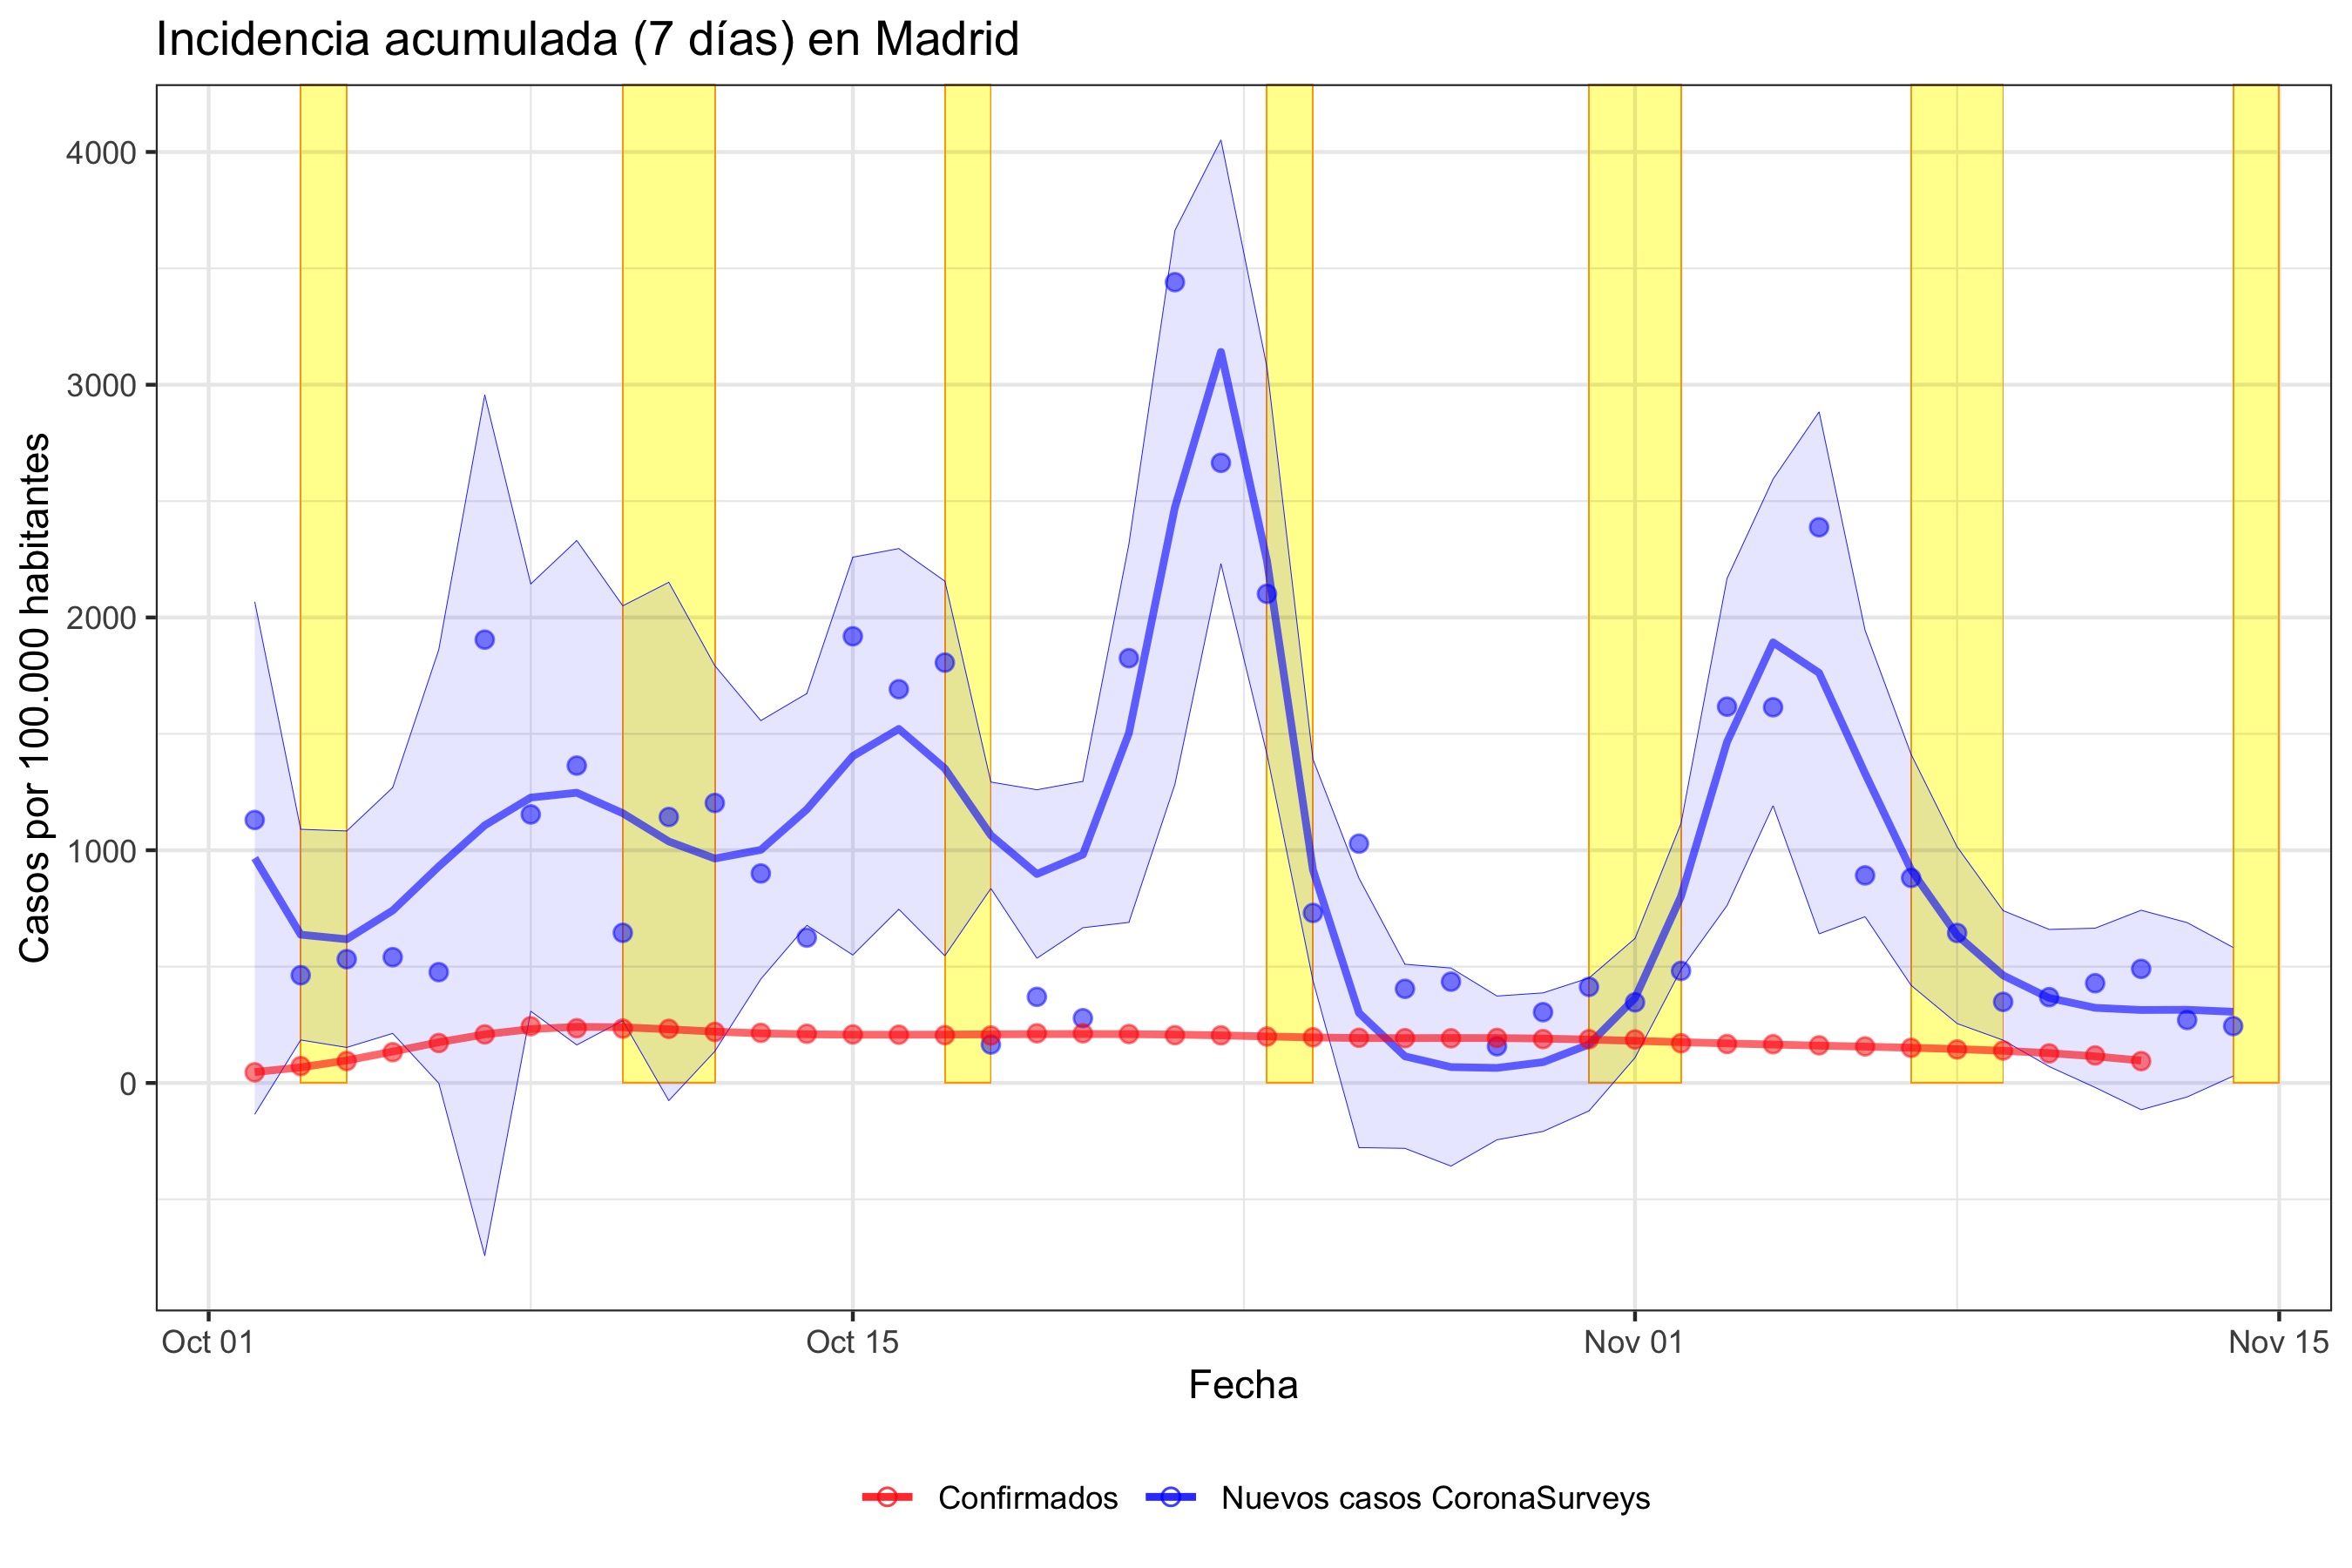 Incidencia acumulada (7 días) en Madrid
Casos por 100.000 habitantes
4000
3000
2000
1000
0
Oct 01
Oct 15
Nov 01
Nov 15
Fecha
Confirmados
Nuevos casos CoronaSurveys